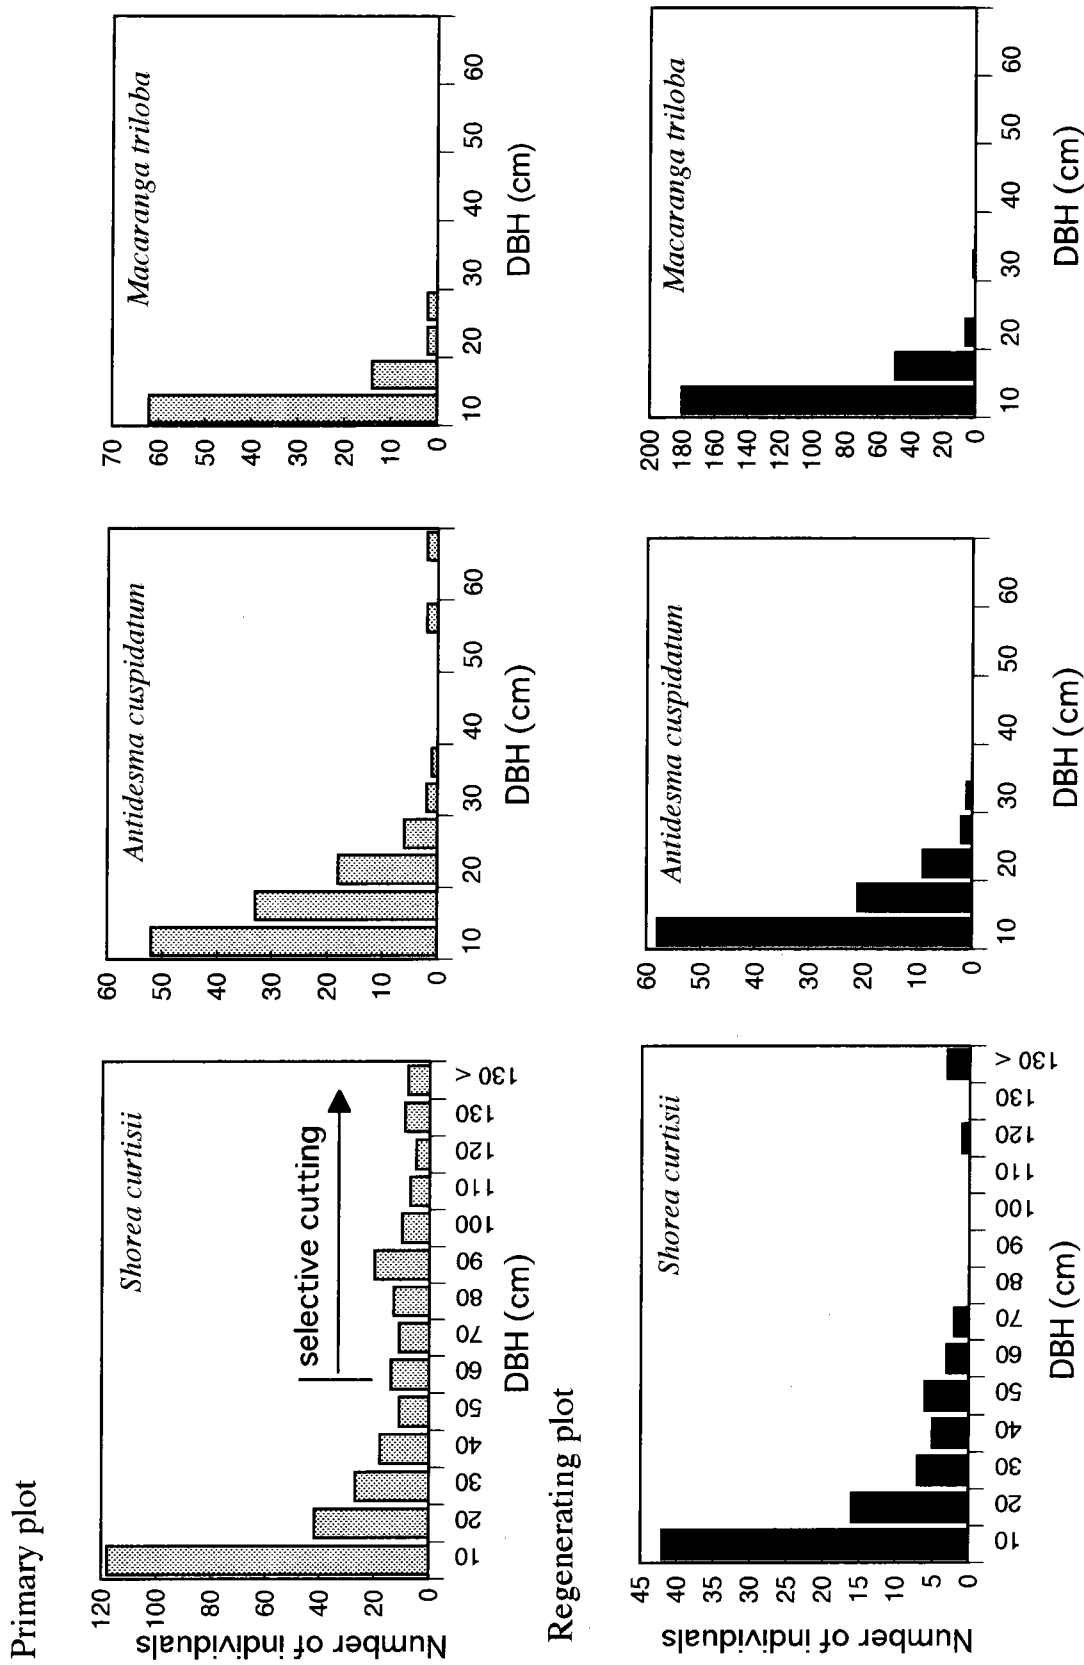 Primary plot
Shorea curtisii
selective cutting
Number of individuals
120
100
80
60
40
20
0
10 20 30 40 50 60 70 80 90 100 110 120 130 130 <
DBH (cm)
Antidesma cuspidatum
60
50
40
30
20
10
0
10 20 30 40 50 60
DBH (cm)
Macaranga triloba
70
60
50
40
30
20
10
0
10 20 30 40 50 60
DBH (cm)
Regenerating plot
Shorea curtisii
Number of individuals
45
40
35
30
25
20
15
10
5
0
10 20 30 40 50 60 70 80 90 100 110 120 130 130 <
DBH (cm)
Antidesma cuspidatum
60
50
40
30
20
10
0
10 20 30 40 50 60
DBH (cm)
Macaranga triloba
200
180
160
140
120
100
80
60
40
20
0
10 20 30 40 50 60
DBH (cm)